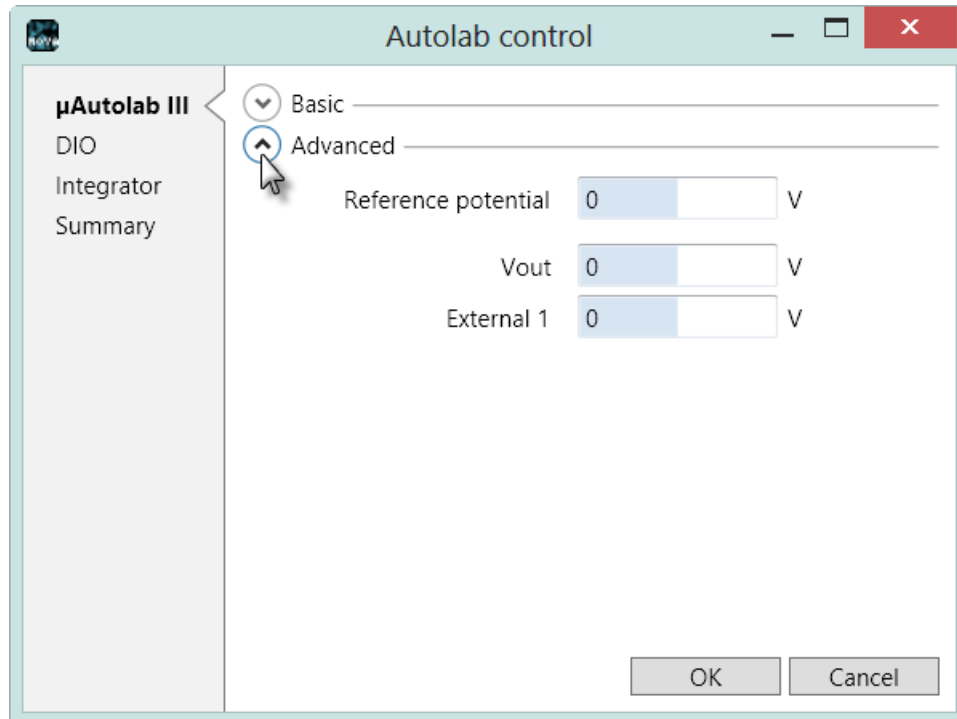 Autolab control
µAutolab III
DIO
Integrator
Summary
Basic
Advanced
Reference potential 0 V
Vout 0 V
External 1 0 V
OK Cancel